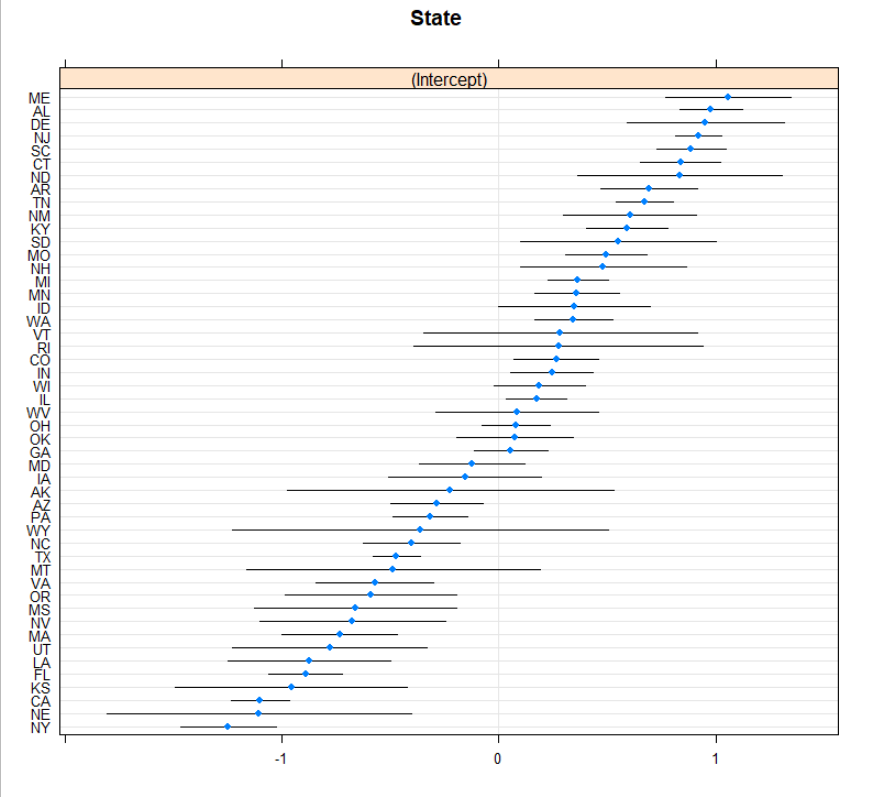 State
(Intercept)
ME
AL
DE
NJ
SC
CT
ND
AR
TN
NM
KY
SD
MO
NH
MI
MN
ID
WA
VT
RI
CO
IN
WI
IL
WV
OH
OK
GA
MD
IA
AK
AZ
PA
WY
NC
TX
MT
VA
OR
MS
NV
MA
UT
LA
FL
KS
CA
NE
NY
-1 0 1